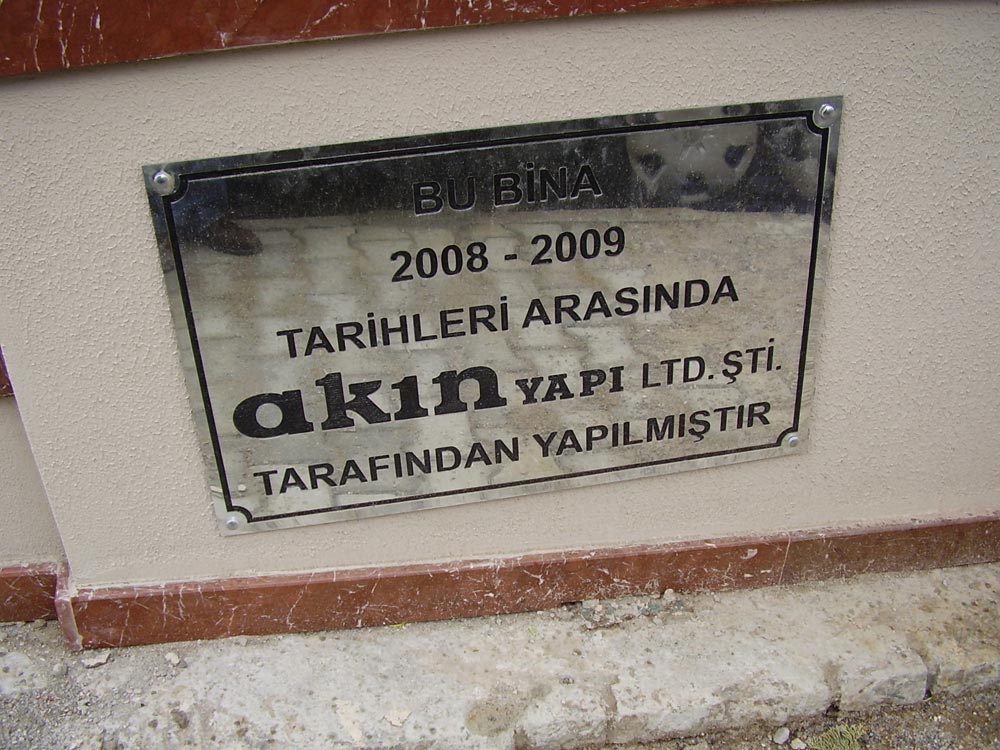 BU BİNA
2008 - 2009
TARİHLERİ ARASINDA
akın YAPI LTD. ŞTİ.
TARAFINDAN YAPILMIŞTIR